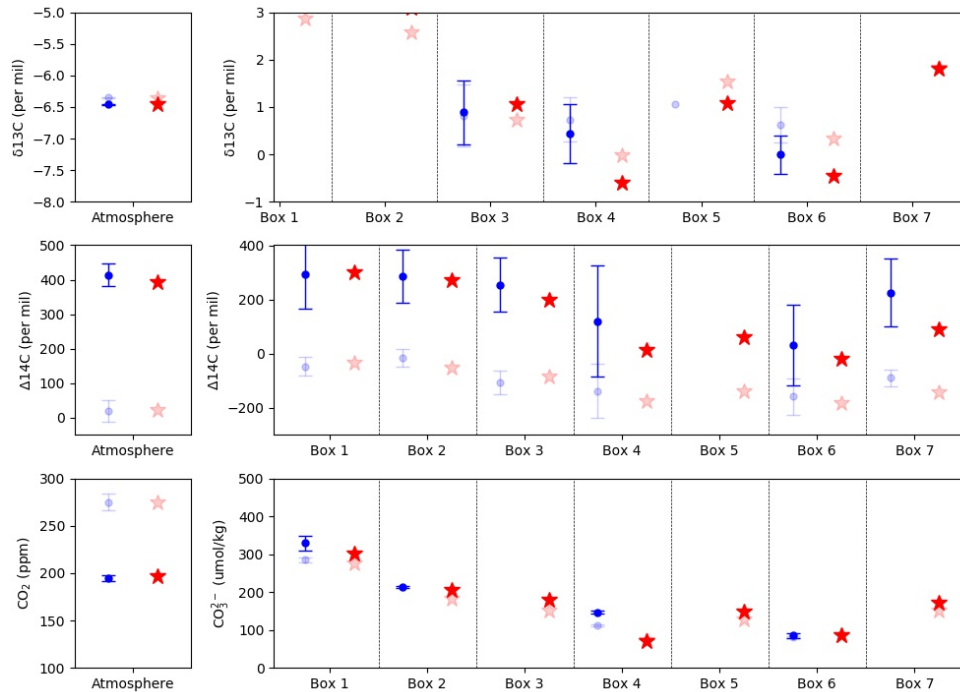 δ13C (per mil)
−5.0
−5.5
−6.0
−6.5
−7.0
−7.5
−8.0
Atmosphere
δ13C (per mil)
3
2
1
0
−1
Box 1 Box 2 Box 3 Box 4 Box 5 Box 6 Box 7
Δ14C (per mil)
500
400
300
200
100
0
Atmosphere
Δ14C (per mil)
400
200
0
−200
Box 1 Box 2 Box 3 Box 4 Box 5 Box 6 Box 7
CO₂ (ppm)
300
250
200
150
100
Atmosphere
CO₃²⁻ (umol/kg)
500
400
300
200
100
0
Box 1 Box 2 Box 3 Box 4 Box 5 Box 6 Box 7